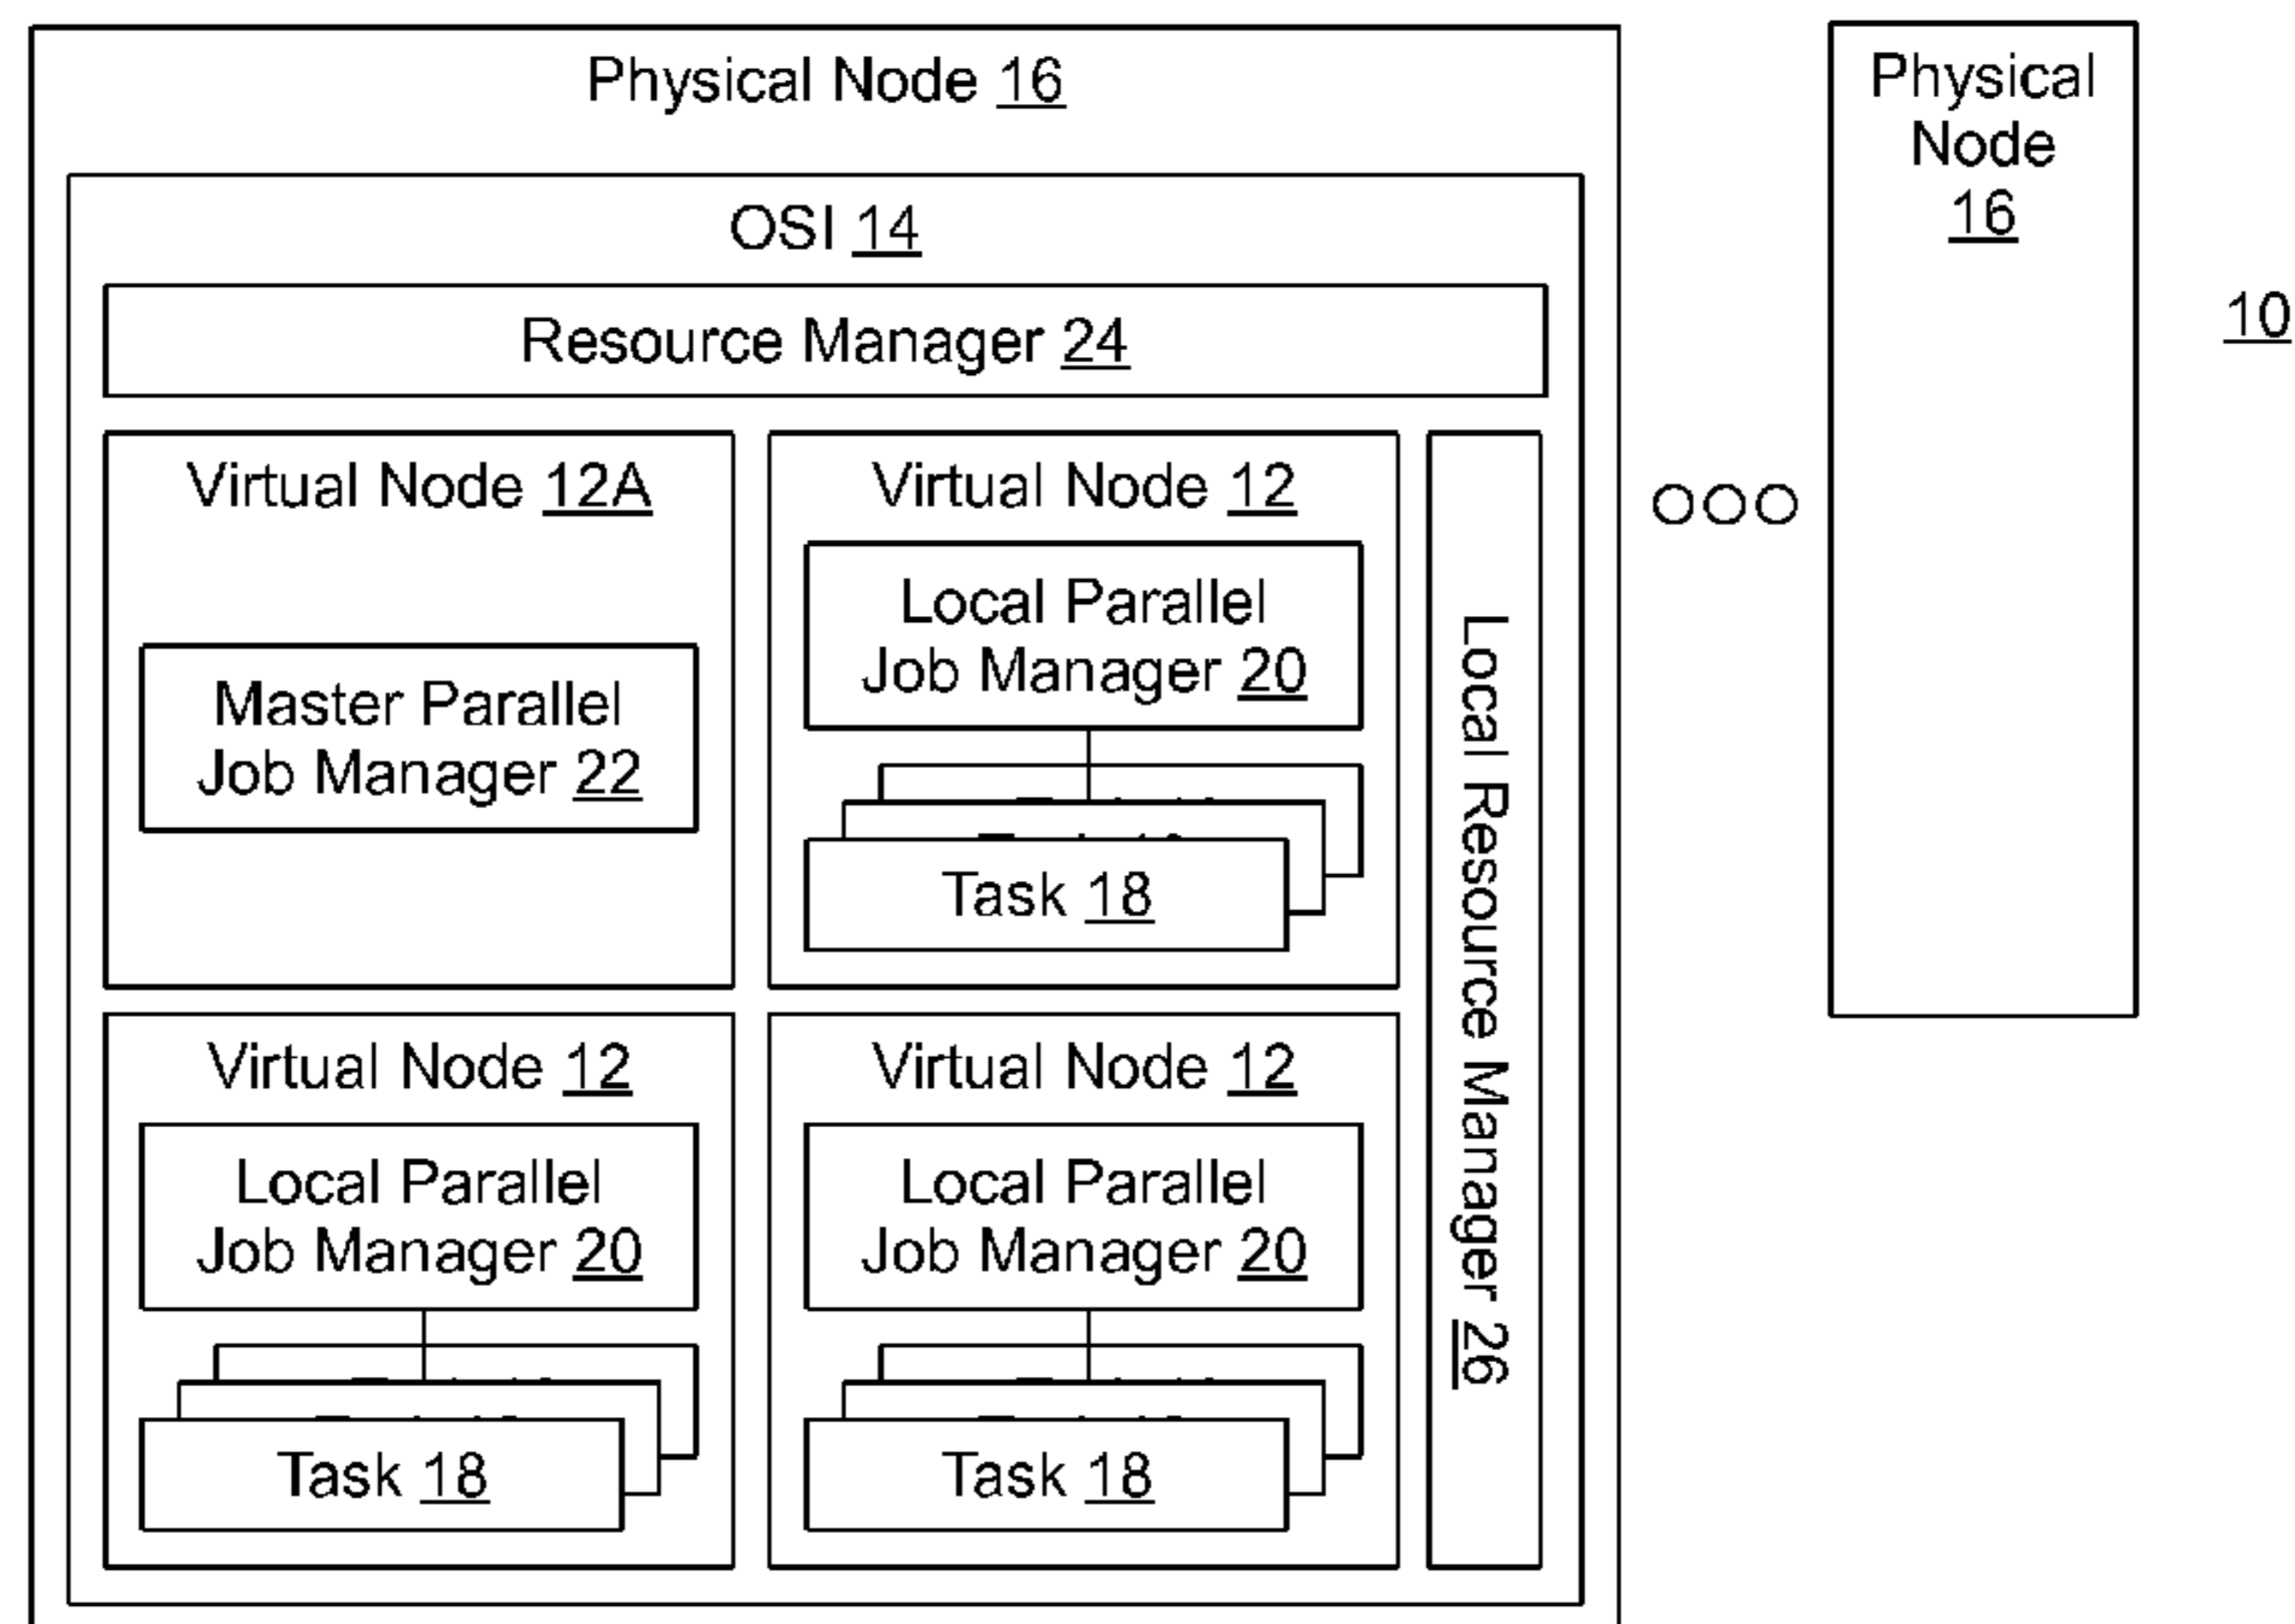 Physical Node 16
OSI 14
Resource Manager 24
Virtual Node 12A
Master Parallel
Job Manager 22
Virtual Node 12
Local Parallel
Job Manager 20
Task 18
Virtual Node 12
Local Parallel
Job Manager 20
Task 18
Virtual Node 12
Local Parallel
Job Manager 20
Task 18
Local Resource Manager 26
Physical
Node
16
10